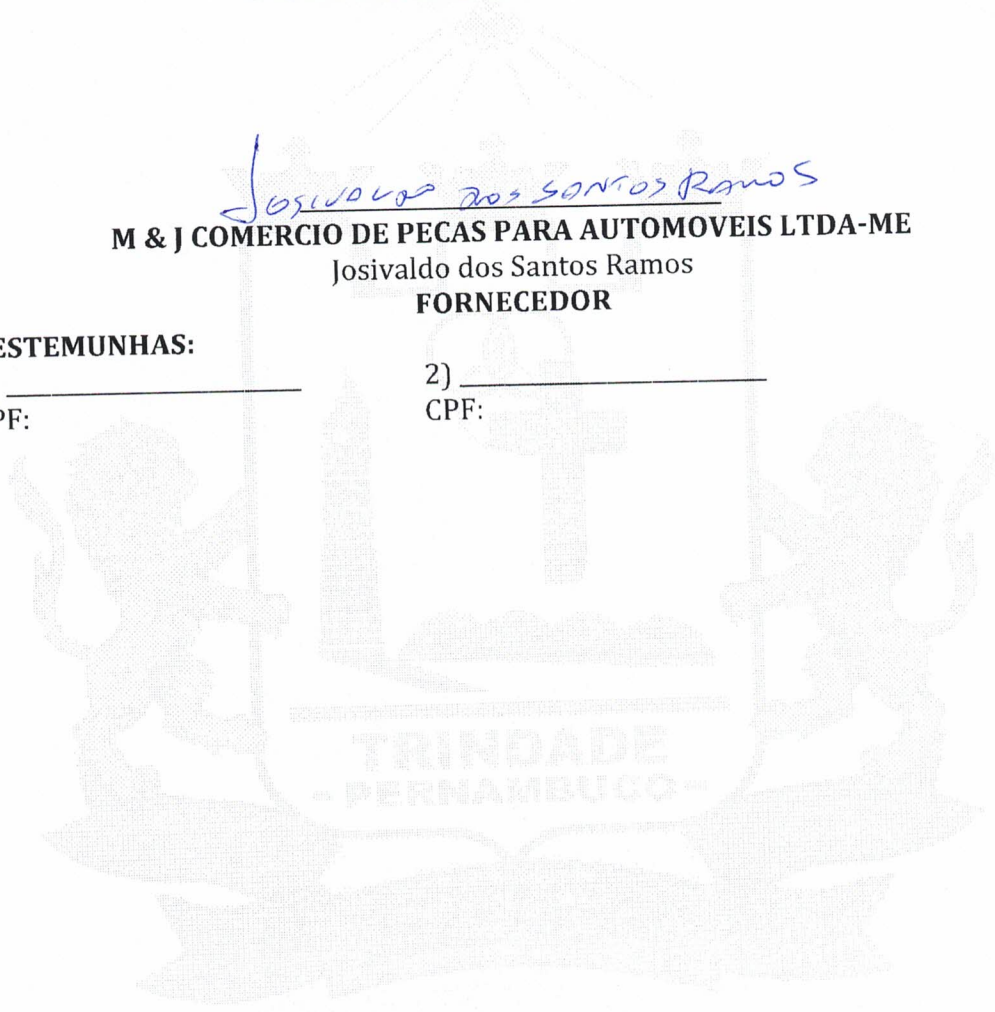 Josivaldo dos Santos Ramos
M & J COMERCIO DE PECAS PARA AUTOMOVEIS LTDA-ME
Josivaldo dos Santos Ramos
FORNECEDOR
ESTEMUNHAS:
2)
PF:
CPF:
TRINDADE
- PERNAMBUCO -